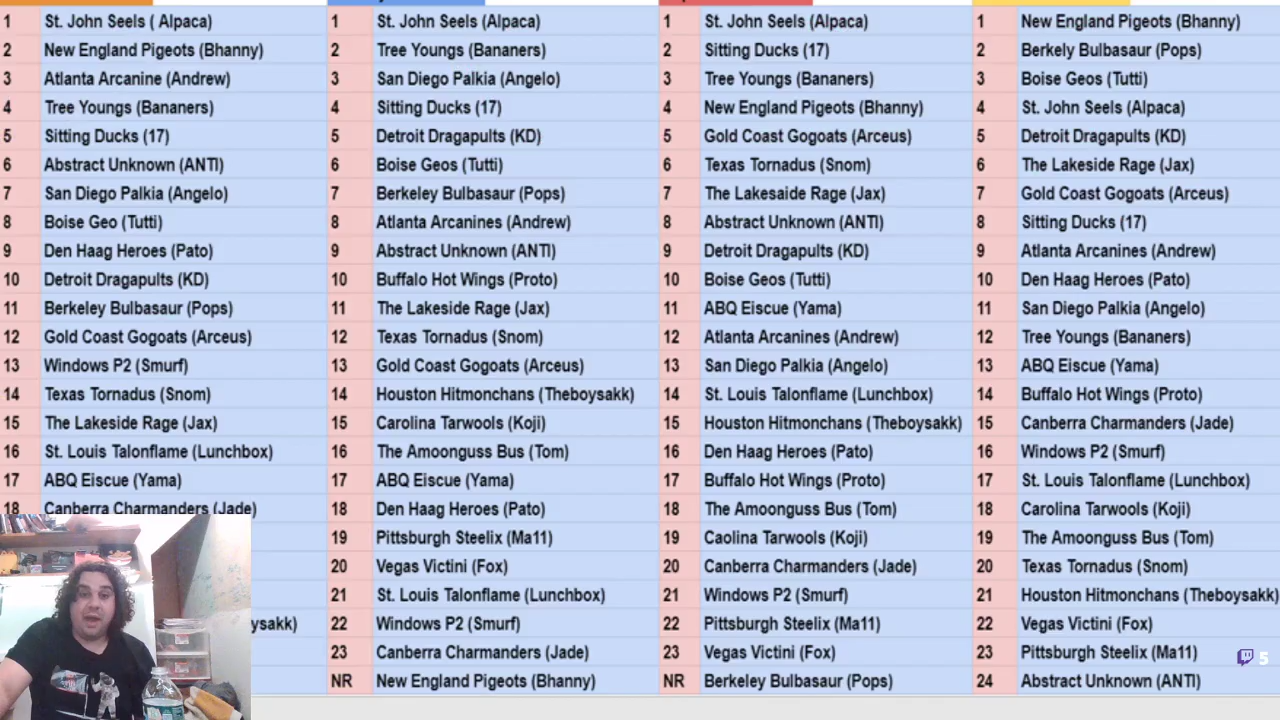 1 St. John Seels ( Alpaca)
2 New England Pigeots (Bhanny)
3 Atlanta Arcanine (Andrew)
4 Tree Youngs (Bananers)
5 Sitting Ducks (17)
6 Abstract Unknown (ANTI)
7 San Diego Palkia (Angelo)
8 Boise Geo (Tutti)
9 Den Haag Heroes (Pato)
10 Detroit Dragapults (KD)
11 Berkeley Bulbasaur (Pops)
12 Gold Coast Gogoats (Arceus)
13 Windows P2 (Smurf)
14 Texas Tornadus (Snom)
15 The Lakeside Rage (Jax)
16 St. Louis Talonflame (Lunchbox)
17 ABQ Eiscue (Yama)
18 Canberra Charmanders (Jade)
ysakk)
1 St. John Seels (Alpaca)
2 Tree Youngs (Bananers)
3 San Diego Palkia (Angelo)
4 Sitting Ducks (17)
5 Detroit Dragapults (KD)
6 Boise Geos (Tutti)
7 Berkeley Bulbasaur (Pops)
8 Atlanta Arcanines (Andrew)
9 Abstract Unknown (ANTI)
10 Buffalo Hot Wings (Proto)
11 The Lakeside Rage (Jax)
12 Texas Tornadus (Snom)
13 Gold Coast Gogoats (Arceus)
14 Houston Hitmonchans (Theboysakk)
15 Carolina Tarwools (Koji)
16 The Amoonguss Bus (Tom)
17 ABQ Eiscue (Yama)
18 Den Haag Heroes (Pato)
19 Pittsburgh Steelix (Ma11)
20 Vegas Victini (Fox)
21 St. Louis Talonflame (Lunchbox)
22 Windows P2 (Smurf)
23 Canberra Charmanders (Jade)
NR New England Pigeots (Bhanny)
1 St. John Seels (Alpaca)
2 Sitting Ducks (17)
3 Tree Youngs (Bananers)
4 New England Pigeots (Bhanny)
5 Gold Coast Gogoats (Arceus)
6 Texas Tornadus (Snom)
7 The Lakesaide Rage (Jax)
8 Abstract Unknown (ANTI)
9 Detroit Dragapults (KD)
10 Boise Geos (Tutti)
11 ABQ Eiscue (Yama)
12 Atlanta Arcanines (Andrew)
13 San Diego Palkia (Angelo)
14 St. Louis Talonflame (Lunchbox)
15 Houston Hitmonchans (Theboysakk)
16 Den Haag Heroes (Pato)
17 Buffalo Hot Wings (Proto)
18 The Amoonguss Bus (Tom)
19 Caolina Tarwools (Koji)
20 Canberra Charmanders (Jade)
21 Windows P2 (Smurf)
22 Pittsburgh Steelix (Ma11)
23 Vegas Victini (Fox)
NR Berkeley Bulbasaur (Pops)
1 New England Pigeots (Bhanny)
2 Berkely Bulbasaur (Pops)
3 Boise Geos (Tutti)
4 St. John Seels (Alpaca)
5 Detroit Dragapults (KD)
6 The Lakeside Rage (Jax)
7 Gold Coast Gogoats (Arceus)
8 Sitting Ducks (17)
9 Atlanta Arcanines (Andrew)
10 Den Haag Heroes (Pato)
11 San Diego Palkia (Angelo)
12 Tree Youngs (Bananers)
13 ABQ Eiscue (Yama)
14 Buffalo Hot Wings (Proto)
15 Canberra Charmanders (Jade)
16 Windows P2 (Smurf)
17 St. Louis Talonflame (Lunchbox)
18 Carolina Tarwools (Koji)
19 The Amoonguss Bus (Tom)
20 Texas Tornadus (Snom)
21 Houston Hitmonchans (Theboysakk)
22 Vegas Victini (Fox)
23 Pittsburgh Steelix (Ma11)
24 Abstract Unknown (ANTI)
5